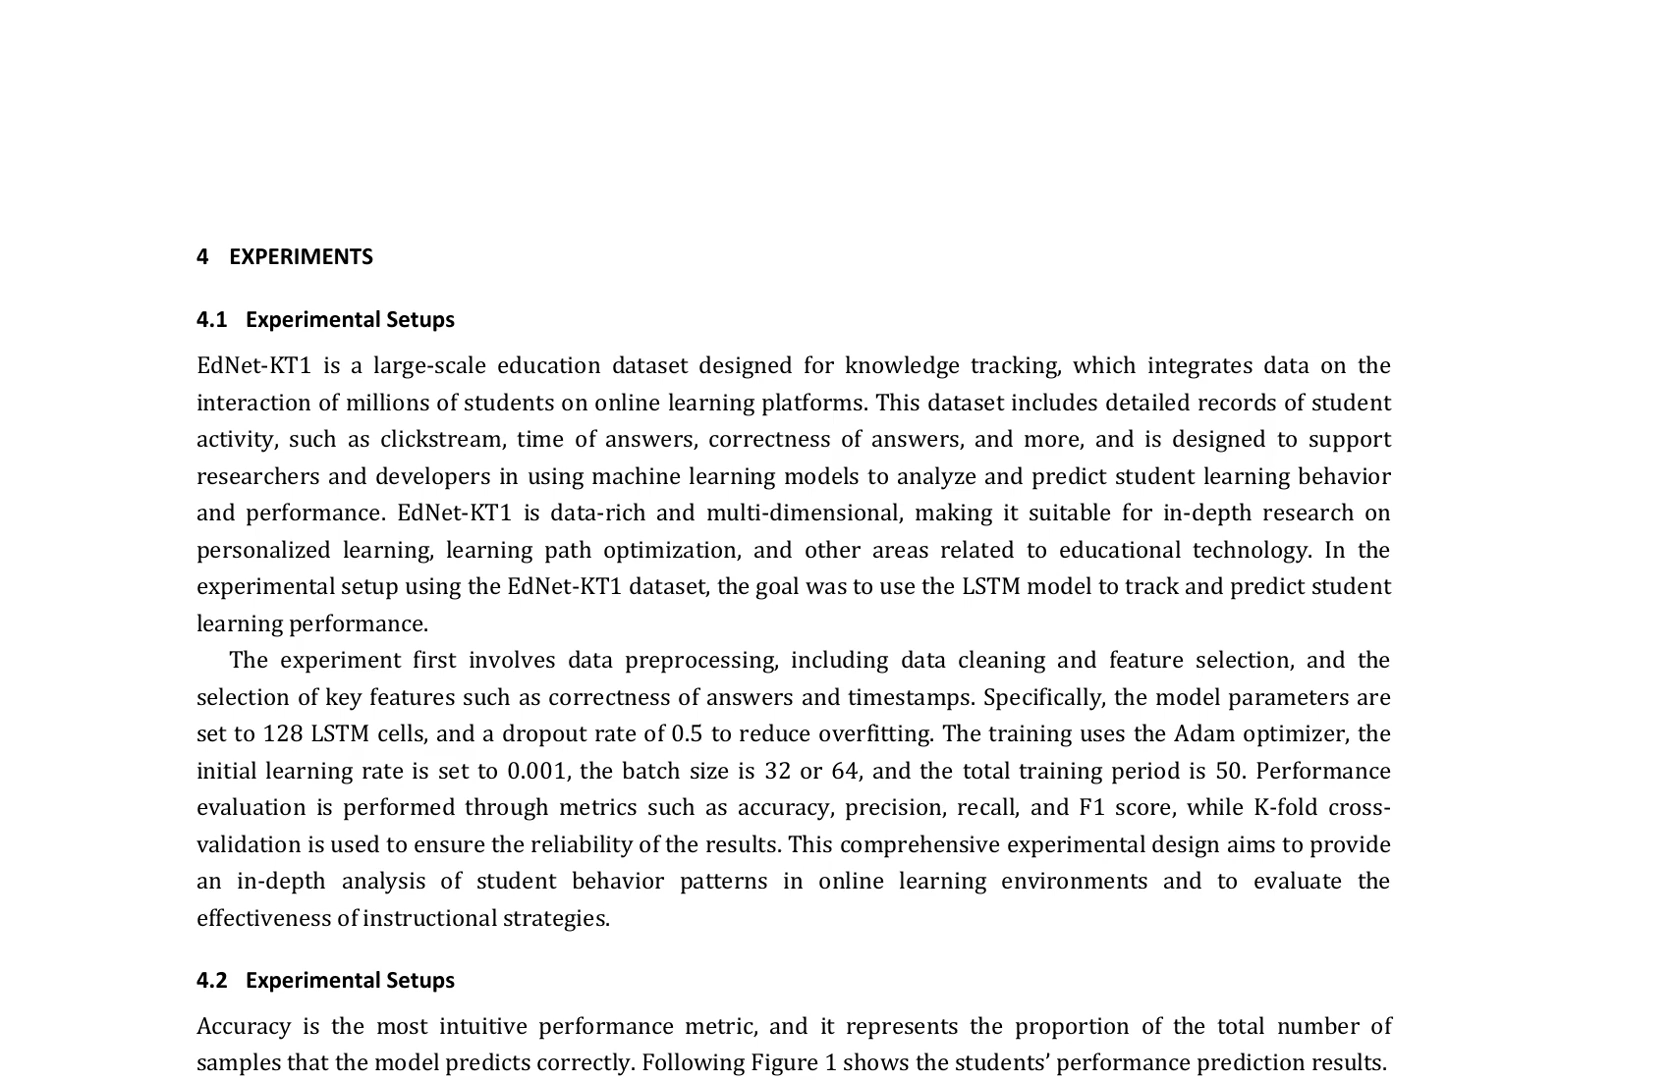 4 EXPERIMENTS
4.1 Experimental Setups
EdNet-KT1 is a large-scale education dataset designed for knowledge tracking, which integrates data on the
interaction of millions of students on online learning platforms. This dataset includes detailed records of student
activity, such as clickstream, time of answers, correctness of answers, and more, and is designed to support
researchers and developers in using machine learning models to analyze and predict student learning behavior
and performance. EdNet-KT1 is data-rich and multi-dimensional, making it suitable for in-depth research on
personalized learning, learning path optimization, and other areas related to educational technology. In the
experimental setup using the EdNet-KT1 dataset, the goal was to use the LSTM model to track and predict student
learning performance.
The experiment first involves data preprocessing, including data cleaning and feature selection, and the
selection of key features such as correctness of answers and timestamps. Specifically, the model parameters are
set to 128 LSTM cells, and a dropout rate of 0.5 to reduce overfitting. The training uses the Adam optimizer, the
initial learning rate is set to 0.001, the batch size is 32 or 64, and the total training period is 50. Performance
evaluation is performed through metrics such as accuracy, precision, recall, and F1 score, while K-fold cross-
validation is used to ensure the reliability of the results. This comprehensive experimental design aims to provide
an in-depth analysis of student behavior patterns in online learning environments and to evaluate the
effectiveness of instructional strategies.
4.2 Experimental Setups
Accuracy is the most intuitive performance metric, and it represents the proportion of the total number of
samples that the model predicts correctly. Following Figure 1 shows the students’ performance prediction results.